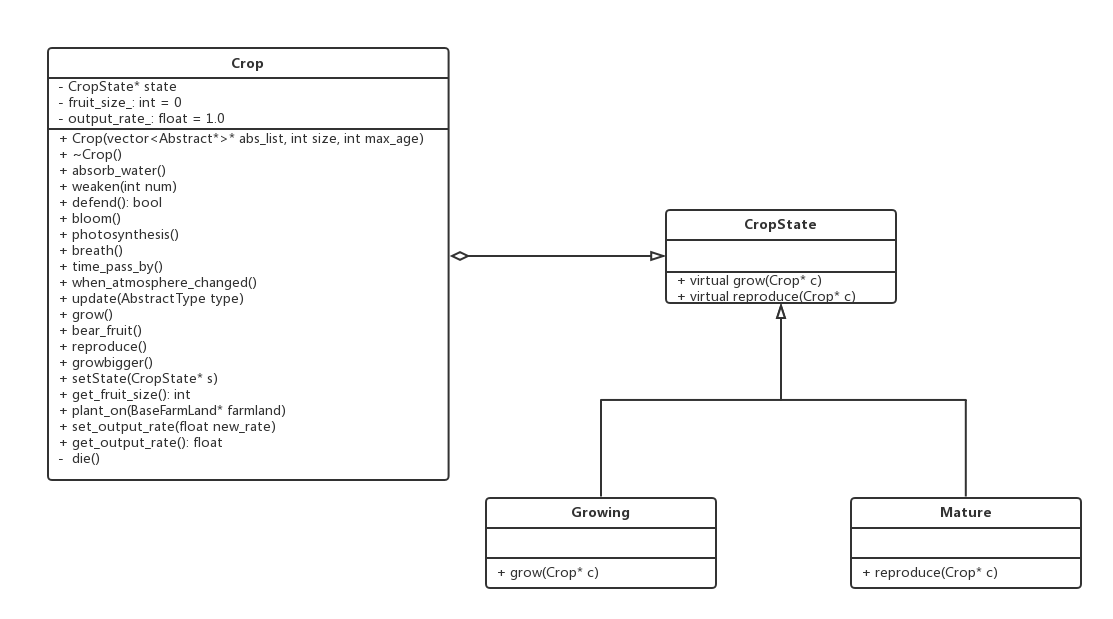 Crop
- CropState* state
- fruit_size_: int = 0
- output_rate_: float = 1.0
+ Crop(vector<Abstract*>* abs_list, int size, int max_age)
+ ~Crop()
+ absorb_water()
+ weaken(int num)
+ defend(): bool
+ bloom()
+ photosynthesis()
+ breath()
+ time_pass_by()
+ when_atmosphere_changed()
+ update(AbstractType type)
+ grow()
+ bear_fruit()
+ reproduce()
+ growbigger()
+ setState(CropState* s)
+ get_fruit_size(): int
+ plant_on(BaseFarmLand* farmland)
+ set_output_rate(float new_rate)
+ get_output_rate(): float
- die()
CropState
+ virtual grow(Crop* c)
+ virtual reproduce(Crop* c)
Growing
+ grow(Crop* c)
Mature
+ reproduce(Crop* c)